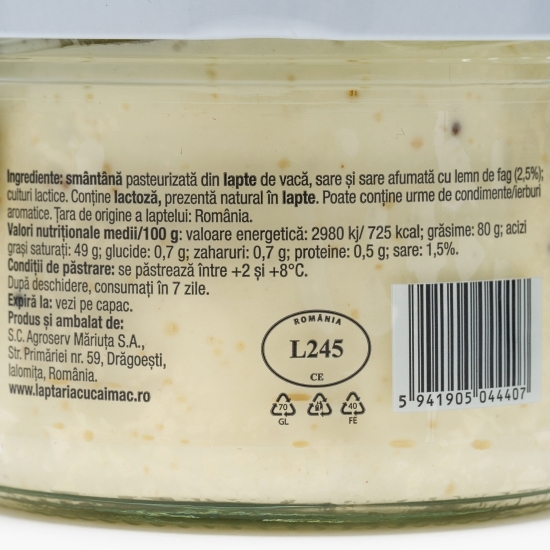 Ingrediente: smântână pasteurizată din lapte de vacă, sare și sare afumată cu lemn de fag (2,5%);
culturi lactice. Conține lactoză, prezentă natural în lapte. Poate conține urme de condimente/ierburi
aromatice. Țara de origine a laptelui: România.
Valori nutriționale medii/100 g: valoare energetică: 2980 kj/ 725 kcal; grăsime: 80 g; acizi
grași saturați: 49 g; glucide: 0,7 g; zaharuri: 0,7 g; proteine: 0,5 g; sare: 1,5%.
Condiții de păstrare: se păstrează între +2 și +8°C.
După deschidere, consumați în 7 zile.
Expiră la: vezi pe capac.
Produs și ambalat de:
S.C. Agroserv Măriuța S.A.,
Str. Primăriei nr. 59, Drăgoești,
Ialomița, România.
www.laptariacucaimac.ro
ROMÂNIA
L245
CE
70
GL
40
FE
5 941905 044407